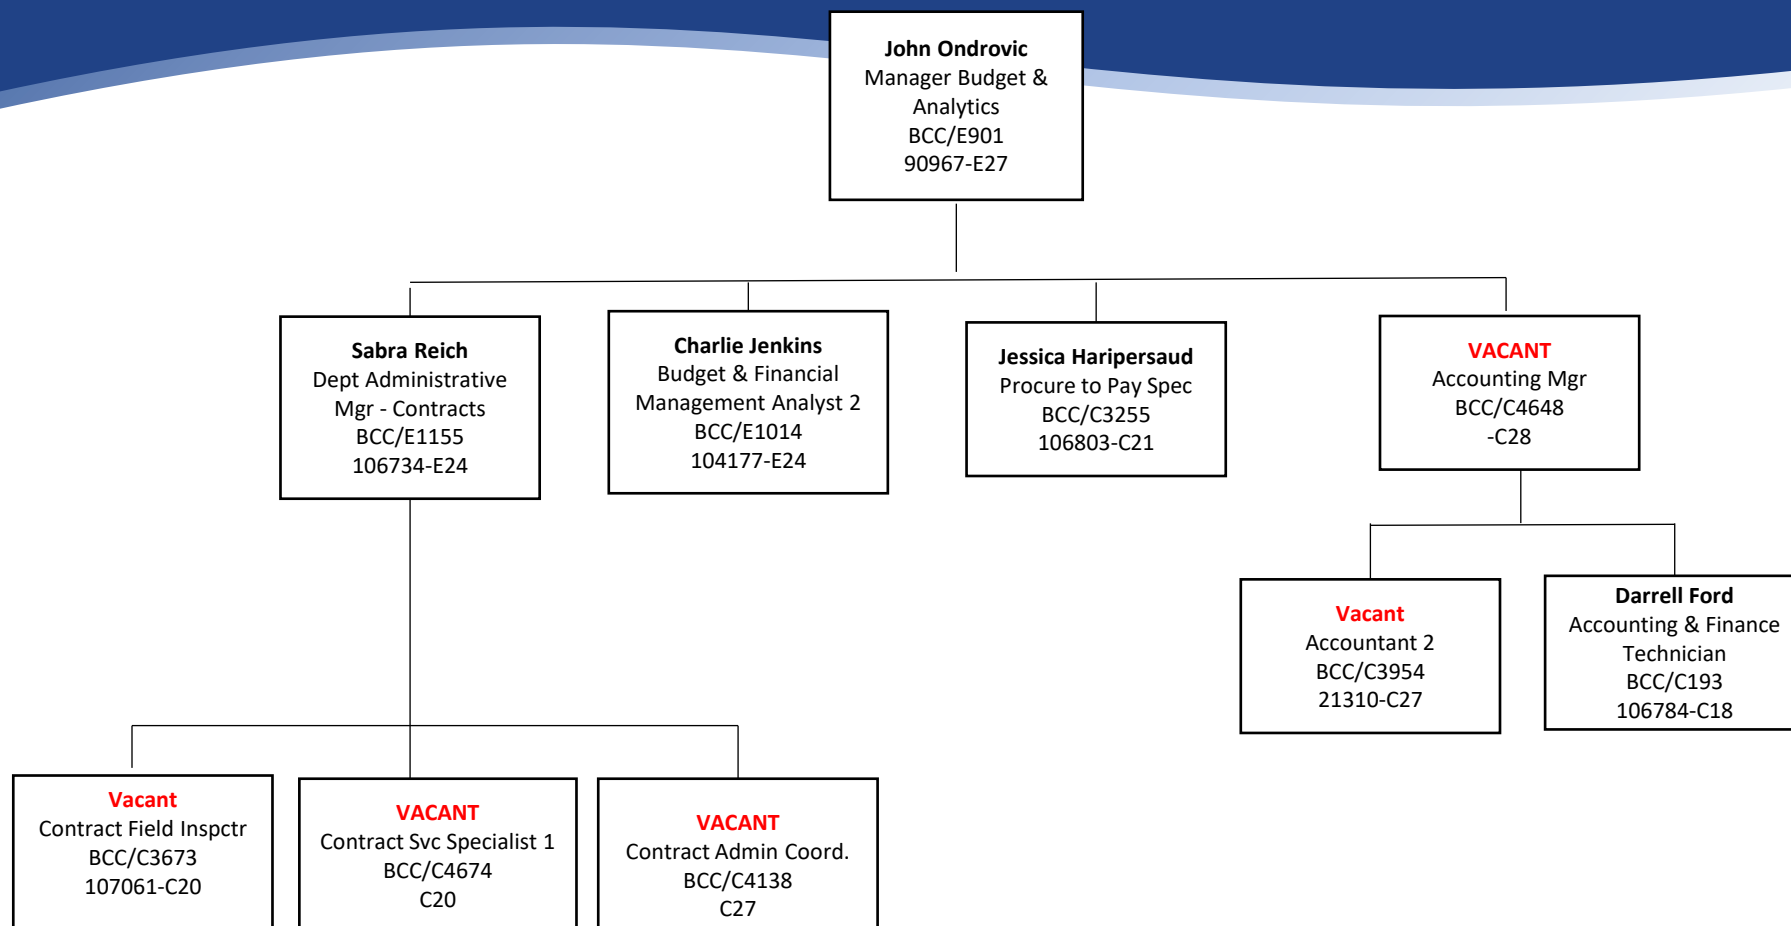 John Ondrovic
Manager Budget &
Analytics
BCC/E901
90967-E27
Sabra Reich
Dept Administrative
Mgr - Contracts
BCC/E1155
106734-E24
Charlie Jenkins
Budget & Financial
Management Analyst 2
BCC/E1014
104177-E24
Jessica Haripersaud
Procure to Pay Spec
BCC/C3255
106803-C21
VACANT
Accounting Mgr
BCC/C4648
-C28
Vacant
Accountant 2
BCC/C3954
21310-C27
Darrell Ford
Accounting & Finance
Technician
BCC/C193
106784-C18
Vacant
Contract Field Inspctr
BCC/C3673
107061-C20
VACANT
Contract Svc Specialist 1
BCC/C4674
C20
VACANT
Contract Admin Coord.
BCC/C4138
C27